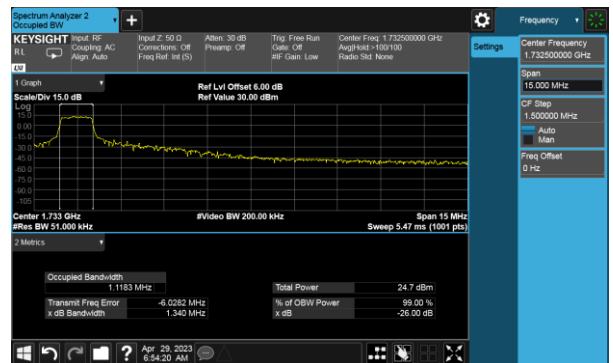 Spectrum Analyzer 2
Occupied BW
Frequency
KEYSIGHT
RL
LXI
Input: RF
Coupling: AC
Align: Auto
Input Z: 50 Ω
Corrections: Off
Freq Ref: Int (S)
Atten: 30 dB
Preamp: Off
Trig: Free Run
Gate: Off
#IF Gain: Low
Center Freq: 1.732500000 GHz
Avg|Hold:>100/100
Radio Std: None
Settings
Center Frequency
1.732500000 GHz
Span
15.000 MHz
CF Step
1.500000 MHz
Auto
Man
Freq Offset
0 Hz
1 Graph
Scale/Div 15.0 dB
Ref Lvl Offset 6.00 dB
Ref Value 30.00 dBm
Log
15.0
0.00
-15.0
-30.0
-45.0
-60.0
-75.0
-90.0
-105
Center 1.733 GHz
#Res BW 51.000 kHz
#Video BW 200.00 kHz
Span 15 MHz
Sweep 5.47 ms (1001 pts)
2 Metrics
Occupied Bandwidth
1.1183 MHz
Transmit Freq Error -6.0282 MHz
x dB Bandwidth 1.340 MHz
Total Power 24.7 dBm
% of OBW Power 99.00 %
x dB -26.00 dB
Apr 29, 2023
6:54:20 AM